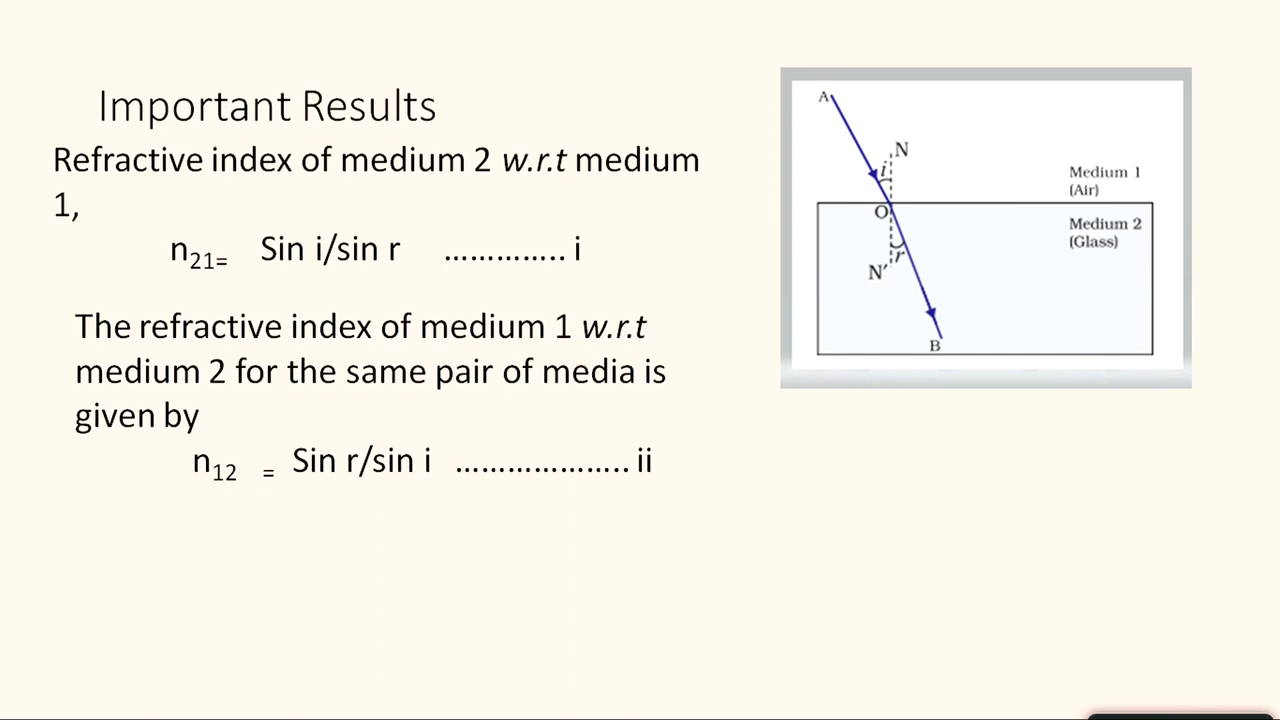 Important Results
Refractive index of medium 2 w.r.t medium
1,
n21= Sin i/sin r ………….. i
The refractive index of medium 1 w.r.t
medium 2 for the same pair of media is
given by
n12 = Sin r/sin i ……………….. ii
A
N
i
Medium 1
(Air)
O
Medium 2
(Glass)
r
N′
B